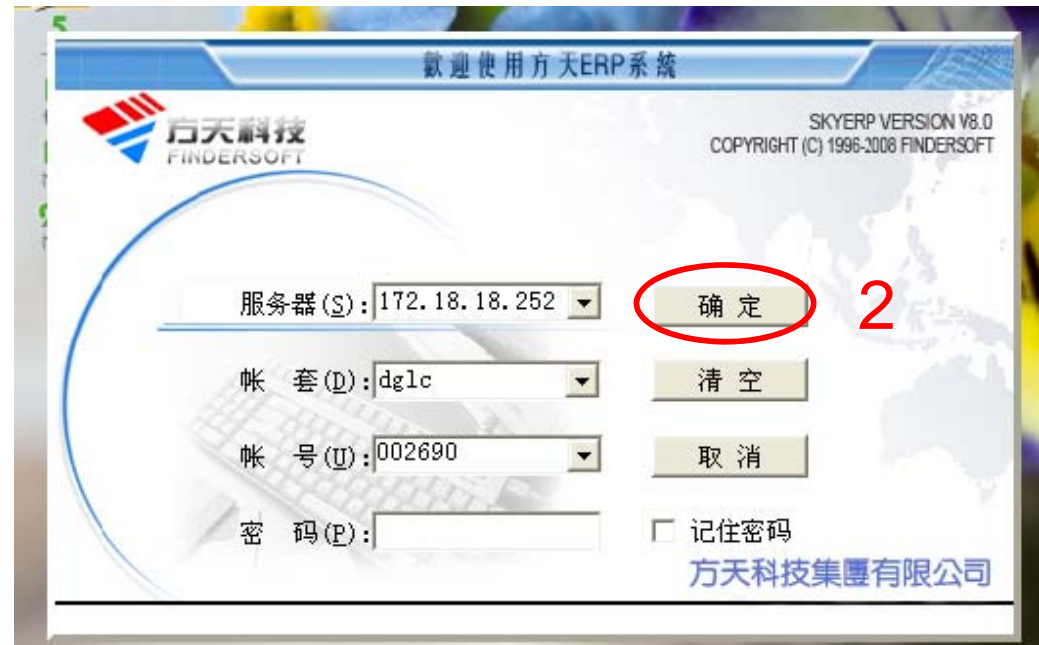 5
歡迎使用方天ERP系統
方天科技
FINDERSOFT
SKYERP VERSION V8.0
COPYRIGHT (C) 1996-2008 FINDERSOFT
服务器(S): 172.18.18.252
确 定
2
帐 套(D): dglc
清 空
帐 号(U): 002690
取 消
密 码(P):
记住密码
方天科技集團有限公司